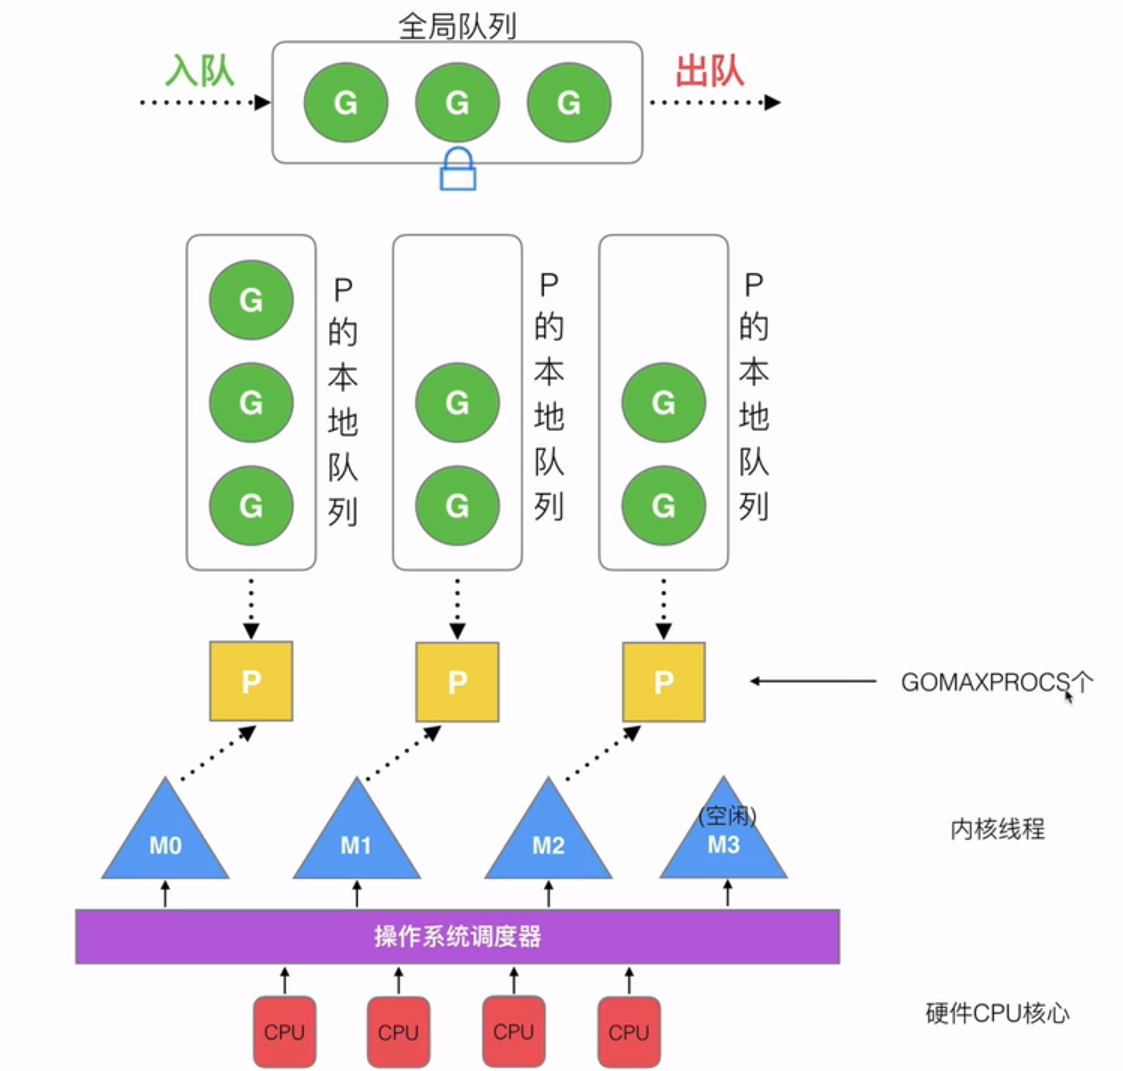 全局队列
入队
出队
G G G
G
G
G
P的本地队列
G
G
P的本地队列
G
G
P的本地队列
P P P
GOMAXPROCS个
M0 M1 M2
(空闲)
M3
内核线程
操作系统调度器
CPU CPU CPU CPU
硬件CPU核心